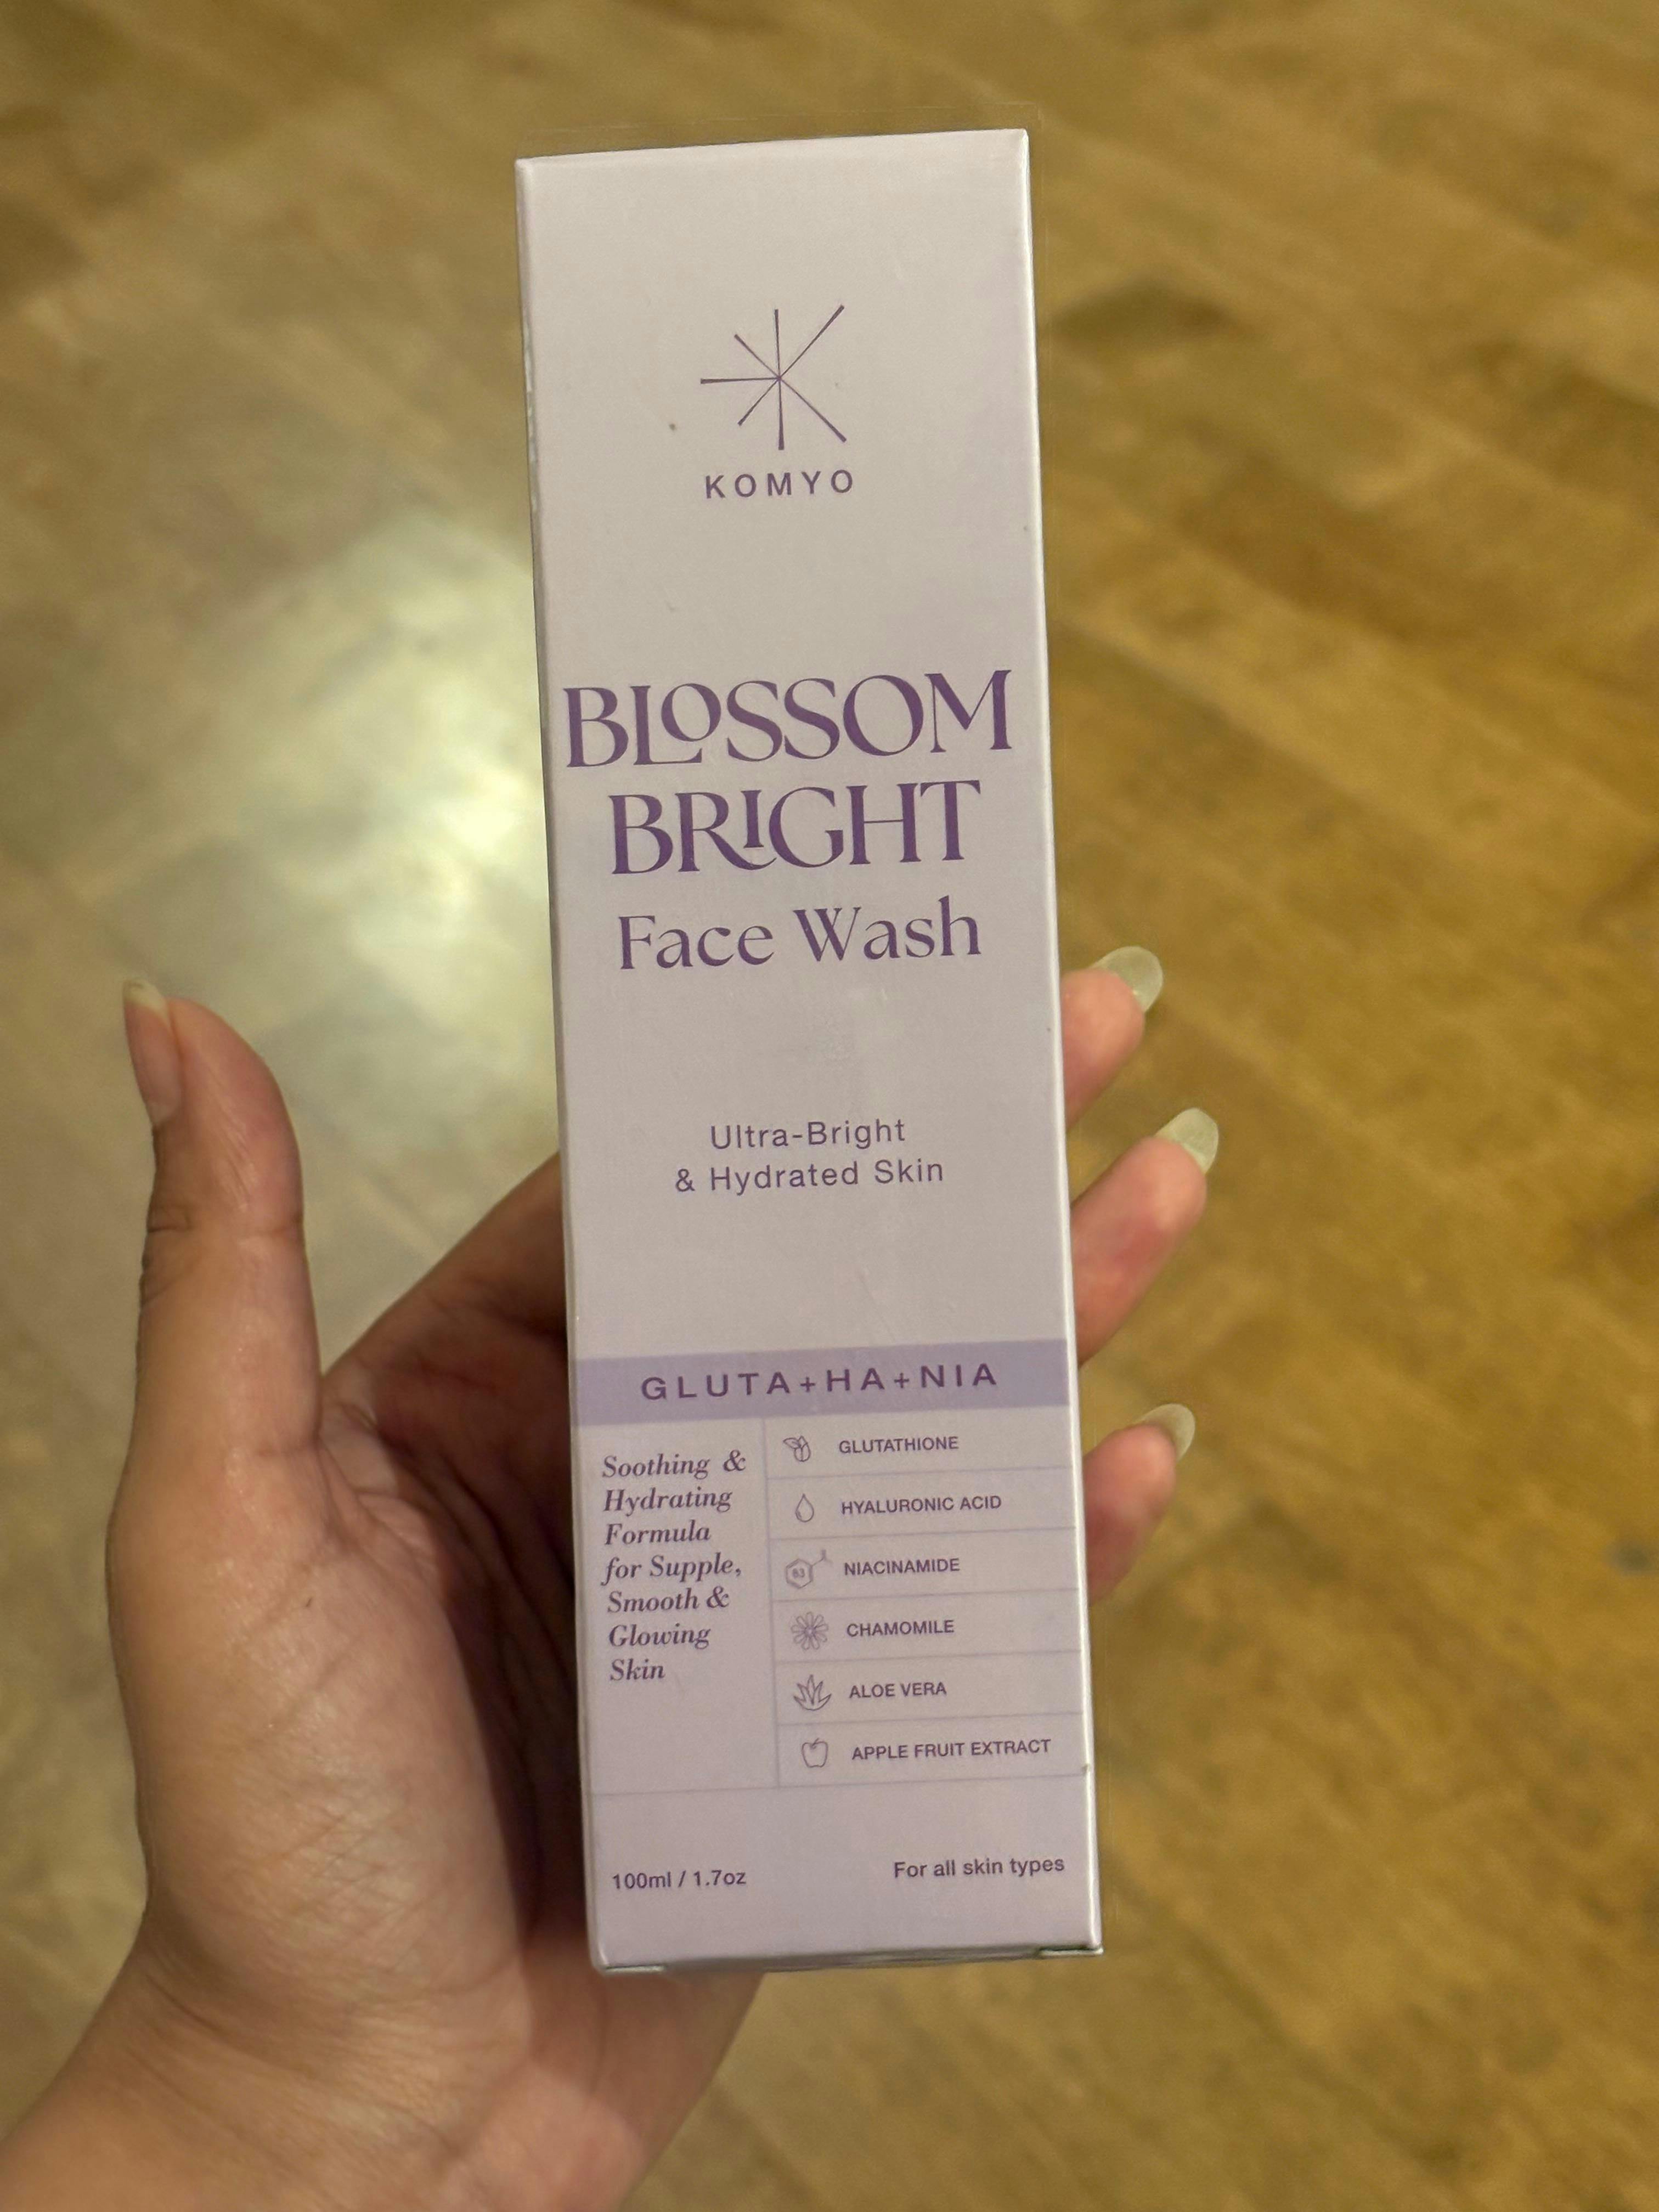 KOMYO
BLOSSOM
BRIGHT
Face Wash
Ultra-Bright
& Hydrated Skin
GLUTA+HA+NIA
Soothing &
Hydrating
Formula
for Supple,
Smooth &
Glowing
Skin
GLUTATHIONE
HYALURONIC ACID
B3
NIACINAMIDE
CHAMOMILE
ALOE VERA
APPLE FRUIT EXTRACT
100ml / 1.7oz
For all skin types